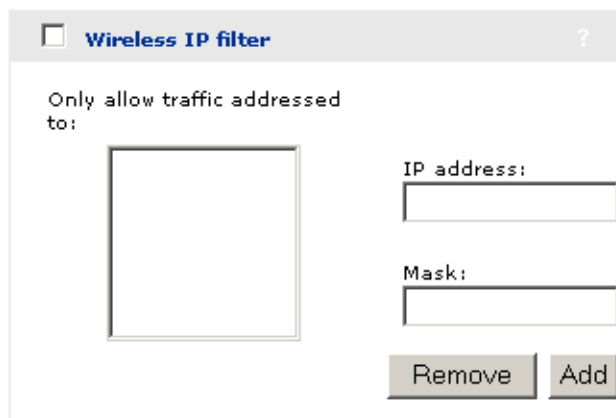 Wireless IP filter ?
Only allow traffic addressed
to:
IP address:
Mask:
Remove Add